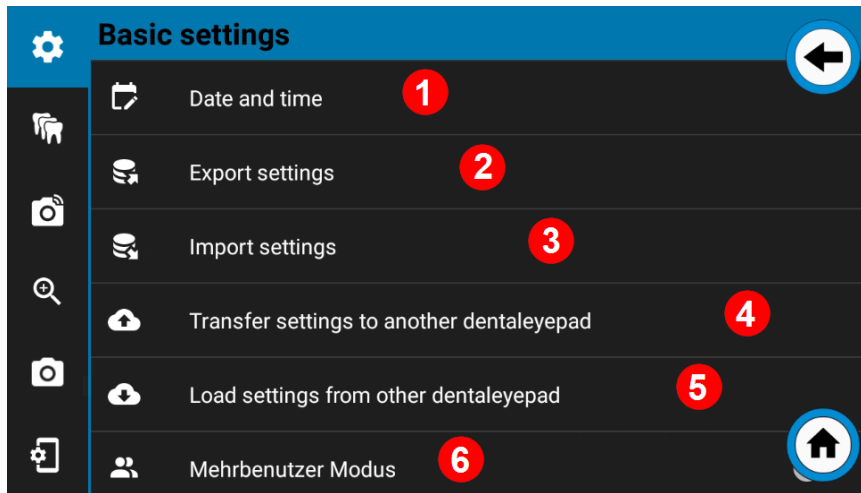 Basic settings
Date and time 1
Export settings 2
Import settings 3
Transfer settings to another dentaleyepad 4
Load settings from other dentaleyepad 5
Mehrbenutzer Modus 6